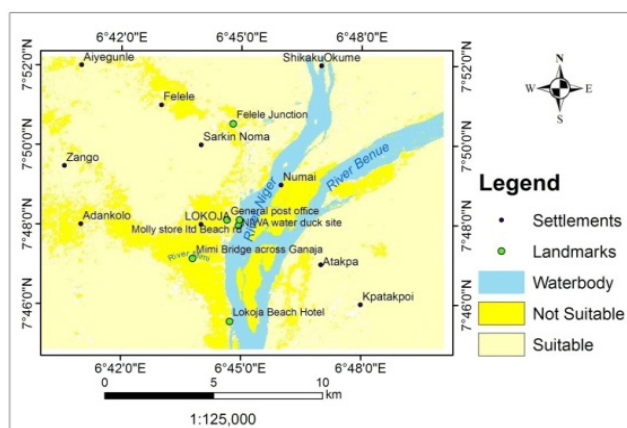 6°42'0"E 6°45'0"E 6°48'0"E
7°52'0"N
7°50'0"N
7°48'0"N
7°46'0"N
Aiyegunle
ShikakuOkume
Felele
Felele Junction
Sarkin Noma
Zango
Numai
River Benue
River Niger
Adankolo
LOKOJA
General post office
NIWA water duck site
Molly store ltd Beach rd
River Mimi
Mimi Bridge across Ganaja
Atakpa
Kpatakpoi
Lokoja Beach Hotel
7°52'0"N
7°50'0"N
7°48'0"N
7°46'0"N
6°42'0"E 6°45'0"E 6°48'0"E
0 5 10
km
1:125,000
N
W E
S
Legend
Settlements
Landmarks
Waterbody
Not Suitable
Suitable